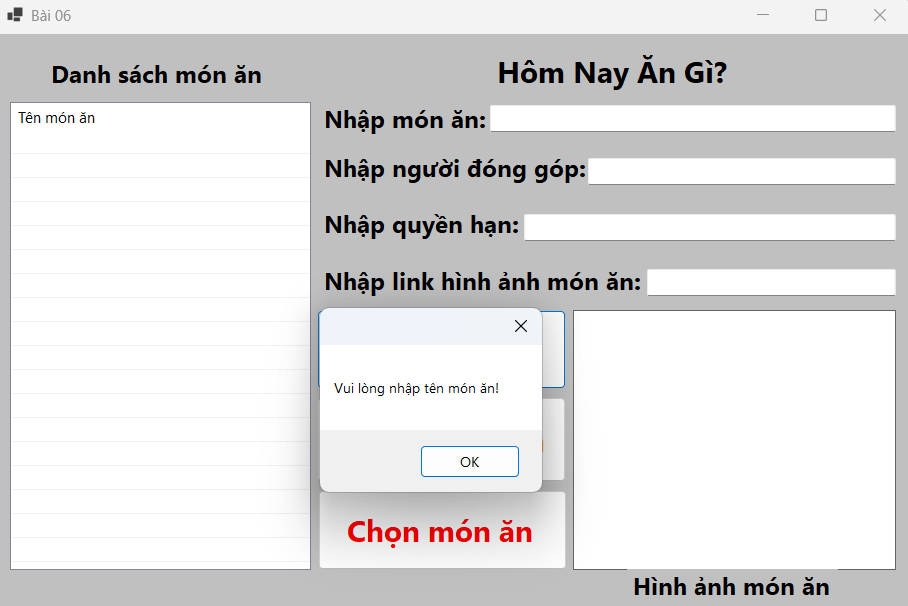 Bài 06
Danh sách món ăn
Hôm Nay Ăn Gì?
Tên món ăn
Nhập món ăn:
Nhập người đóng góp:
Nhập quyền hạn:
Nhập link hình ảnh món ăn:
Vui lòng nhập tên món ăn!
OK
Chọn món ăn
Hình ảnh món ăn